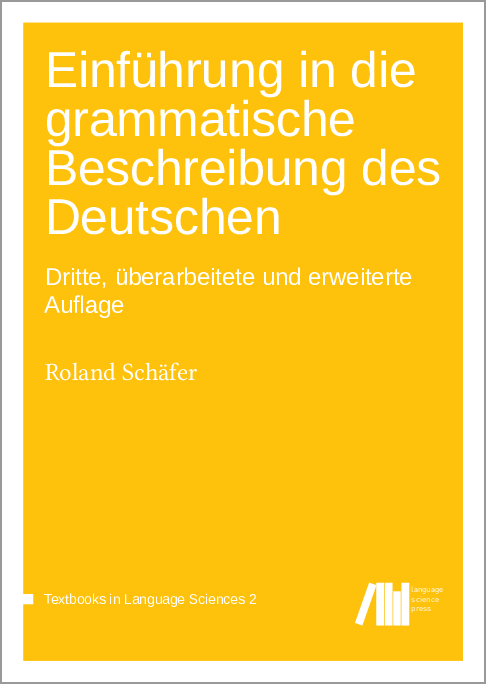 Einführung in die
grammatische
Beschreibung des
Deutschen
Dritte, überarbeitete und erweiterte
Auflage
Roland Schäfer
Textbooks in Language Sciences 2
language
science
press